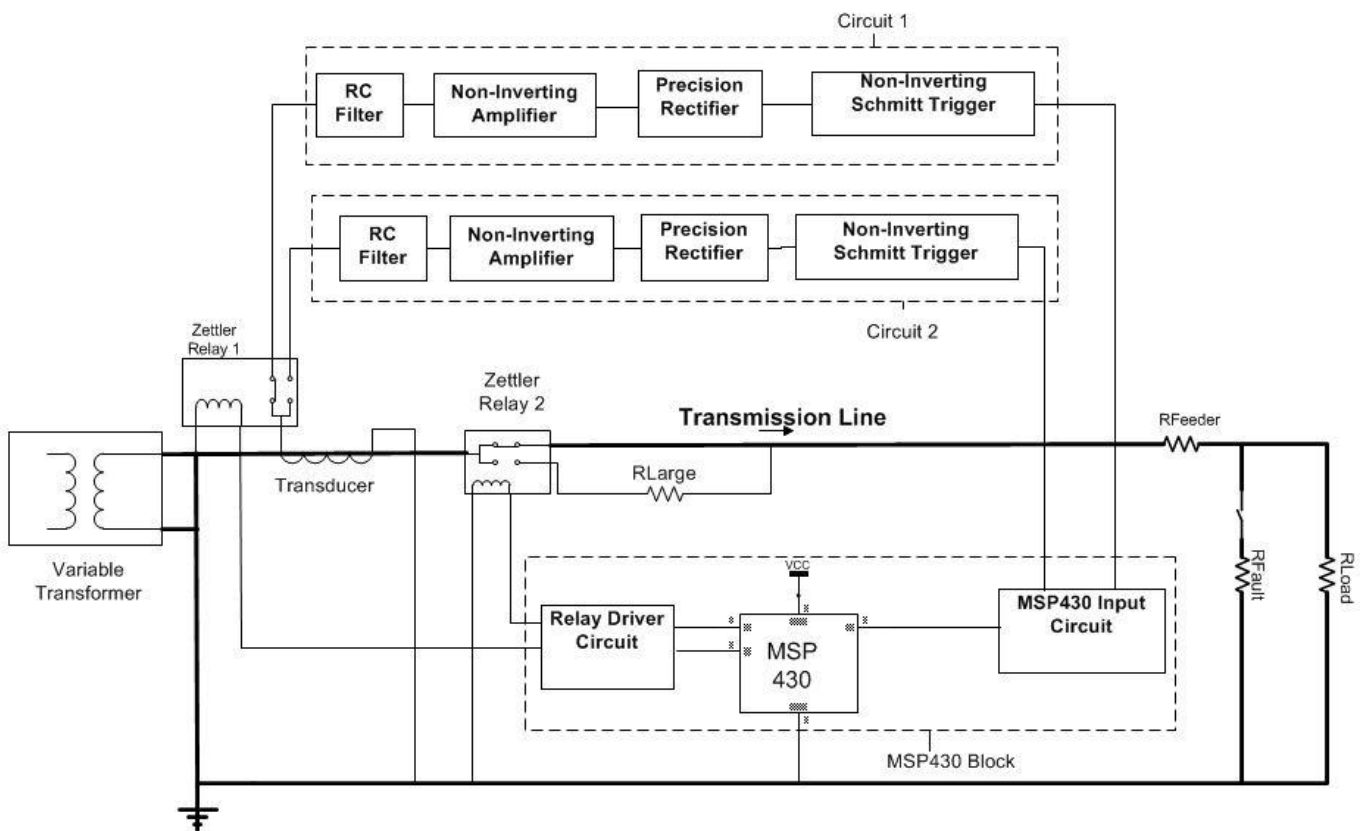 Circuit 1
RC
Filter
Non-Inverting
Amplifier
Precision
Rectifier
Non-Inverting
Schmitt Trigger
RC
Filter
Non-Inverting
Amplifier
Precision
Rectifier
Non-Inverting
Schmitt Trigger
Circuit 2
Zettler
Relay 1
Zettler
Relay 2
Transmission Line
RFeeder
Transducer
RLarge
Variable
Transformer
VCC
RFault
RLoad
Relay Driver
Circuit
MSP
430
MSP430 Input
Circuit
x
x
x
x
x
MSP430 Block